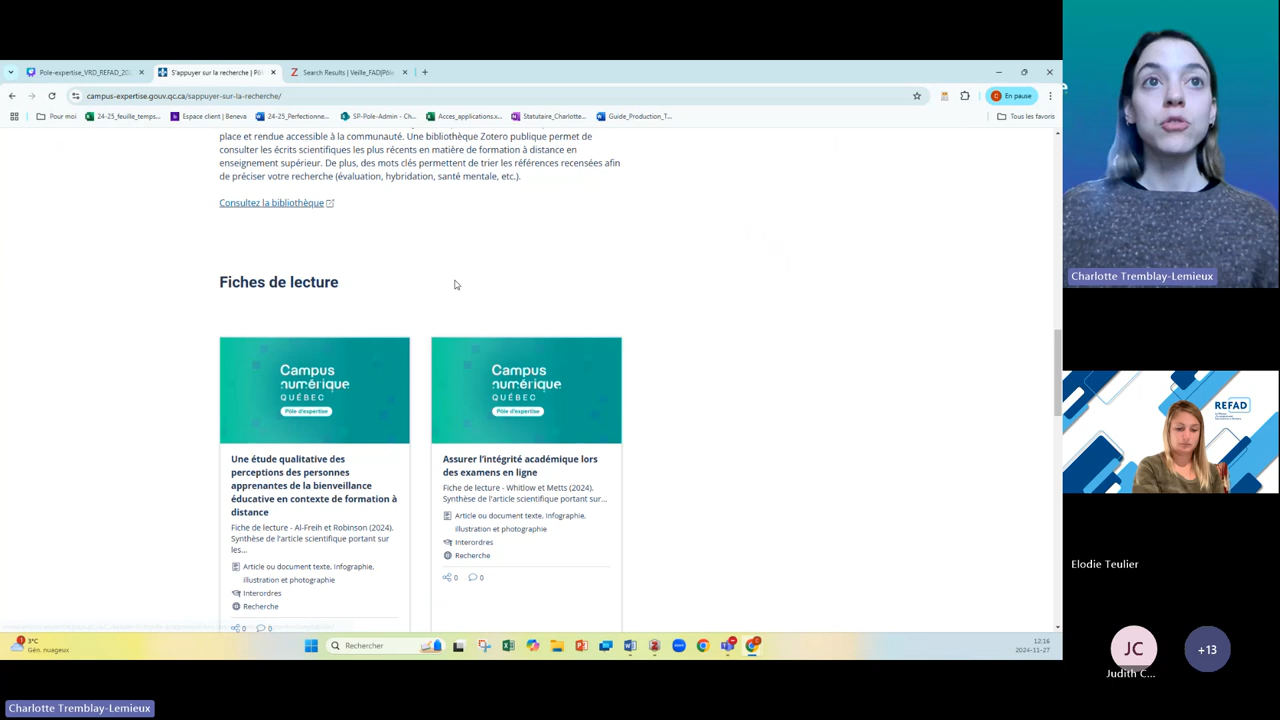 Pole-expertise_VRD_REFAD_202
S'appuyer sur la recherche | Pôl
Search Results | Veille_FAD|Pôle
campus-expertise.gouv.qc.ca/sappuyer-sur-la-recherche/
En pause
Pour moi
24-25_feuille_temps...
Espace client | Beneva
24-25_Perfectionne...
SP-Pole-Admin - Ch...
Acces_applications.x...
Statutaire_Charlotte...
Guide_Production_T...
Tous les favoris
place et rendue accessible à la communauté. Une bibliothèque Zotero publique permet de
consulter les écrits scientifiques les plus récents en matière de formation à distance en
enseignement supérieur. De plus, des mots clés permettent de trier les références recensées afin
de préciser votre recherche (évaluation, hybridation, santé mentale, etc.).
Consultez la bibliothèque
Fiches de lecture
Campus
numérique
QUÉBEC
Pôle d'expertise
Une étude qualitative des
perceptions des personnes
apprenantes de la bienveillance
éducative en contexte de formation à
distance
Fiche de lecture - Al-Freih et Robinson (2024).
Synthèse de l'article scientifique portant sur
les...
Article ou document texte, Infographie,
illustration et photographie
Interordres
Recherche
0 0
Campus
numérique
QUÉBEC
Pôle d'expertise
Assurer l'intégrité académique lors
des examens en ligne
Fiche de lecture - Whitlow et Metts (2024).
Synthèse de l'article scientifique portant sur...
Article ou document texte, Infographie,
illustration et photographie
Interordres
Recherche
0 0
1
3°C
Gén. nuageux
Rechercher
12:16
2024-11-27
Charlotte Tremblay-Lemieux
REFAD
Elodie Teulier
JC
Judith C...
+13
Charlotte Tremblay-Lemieux